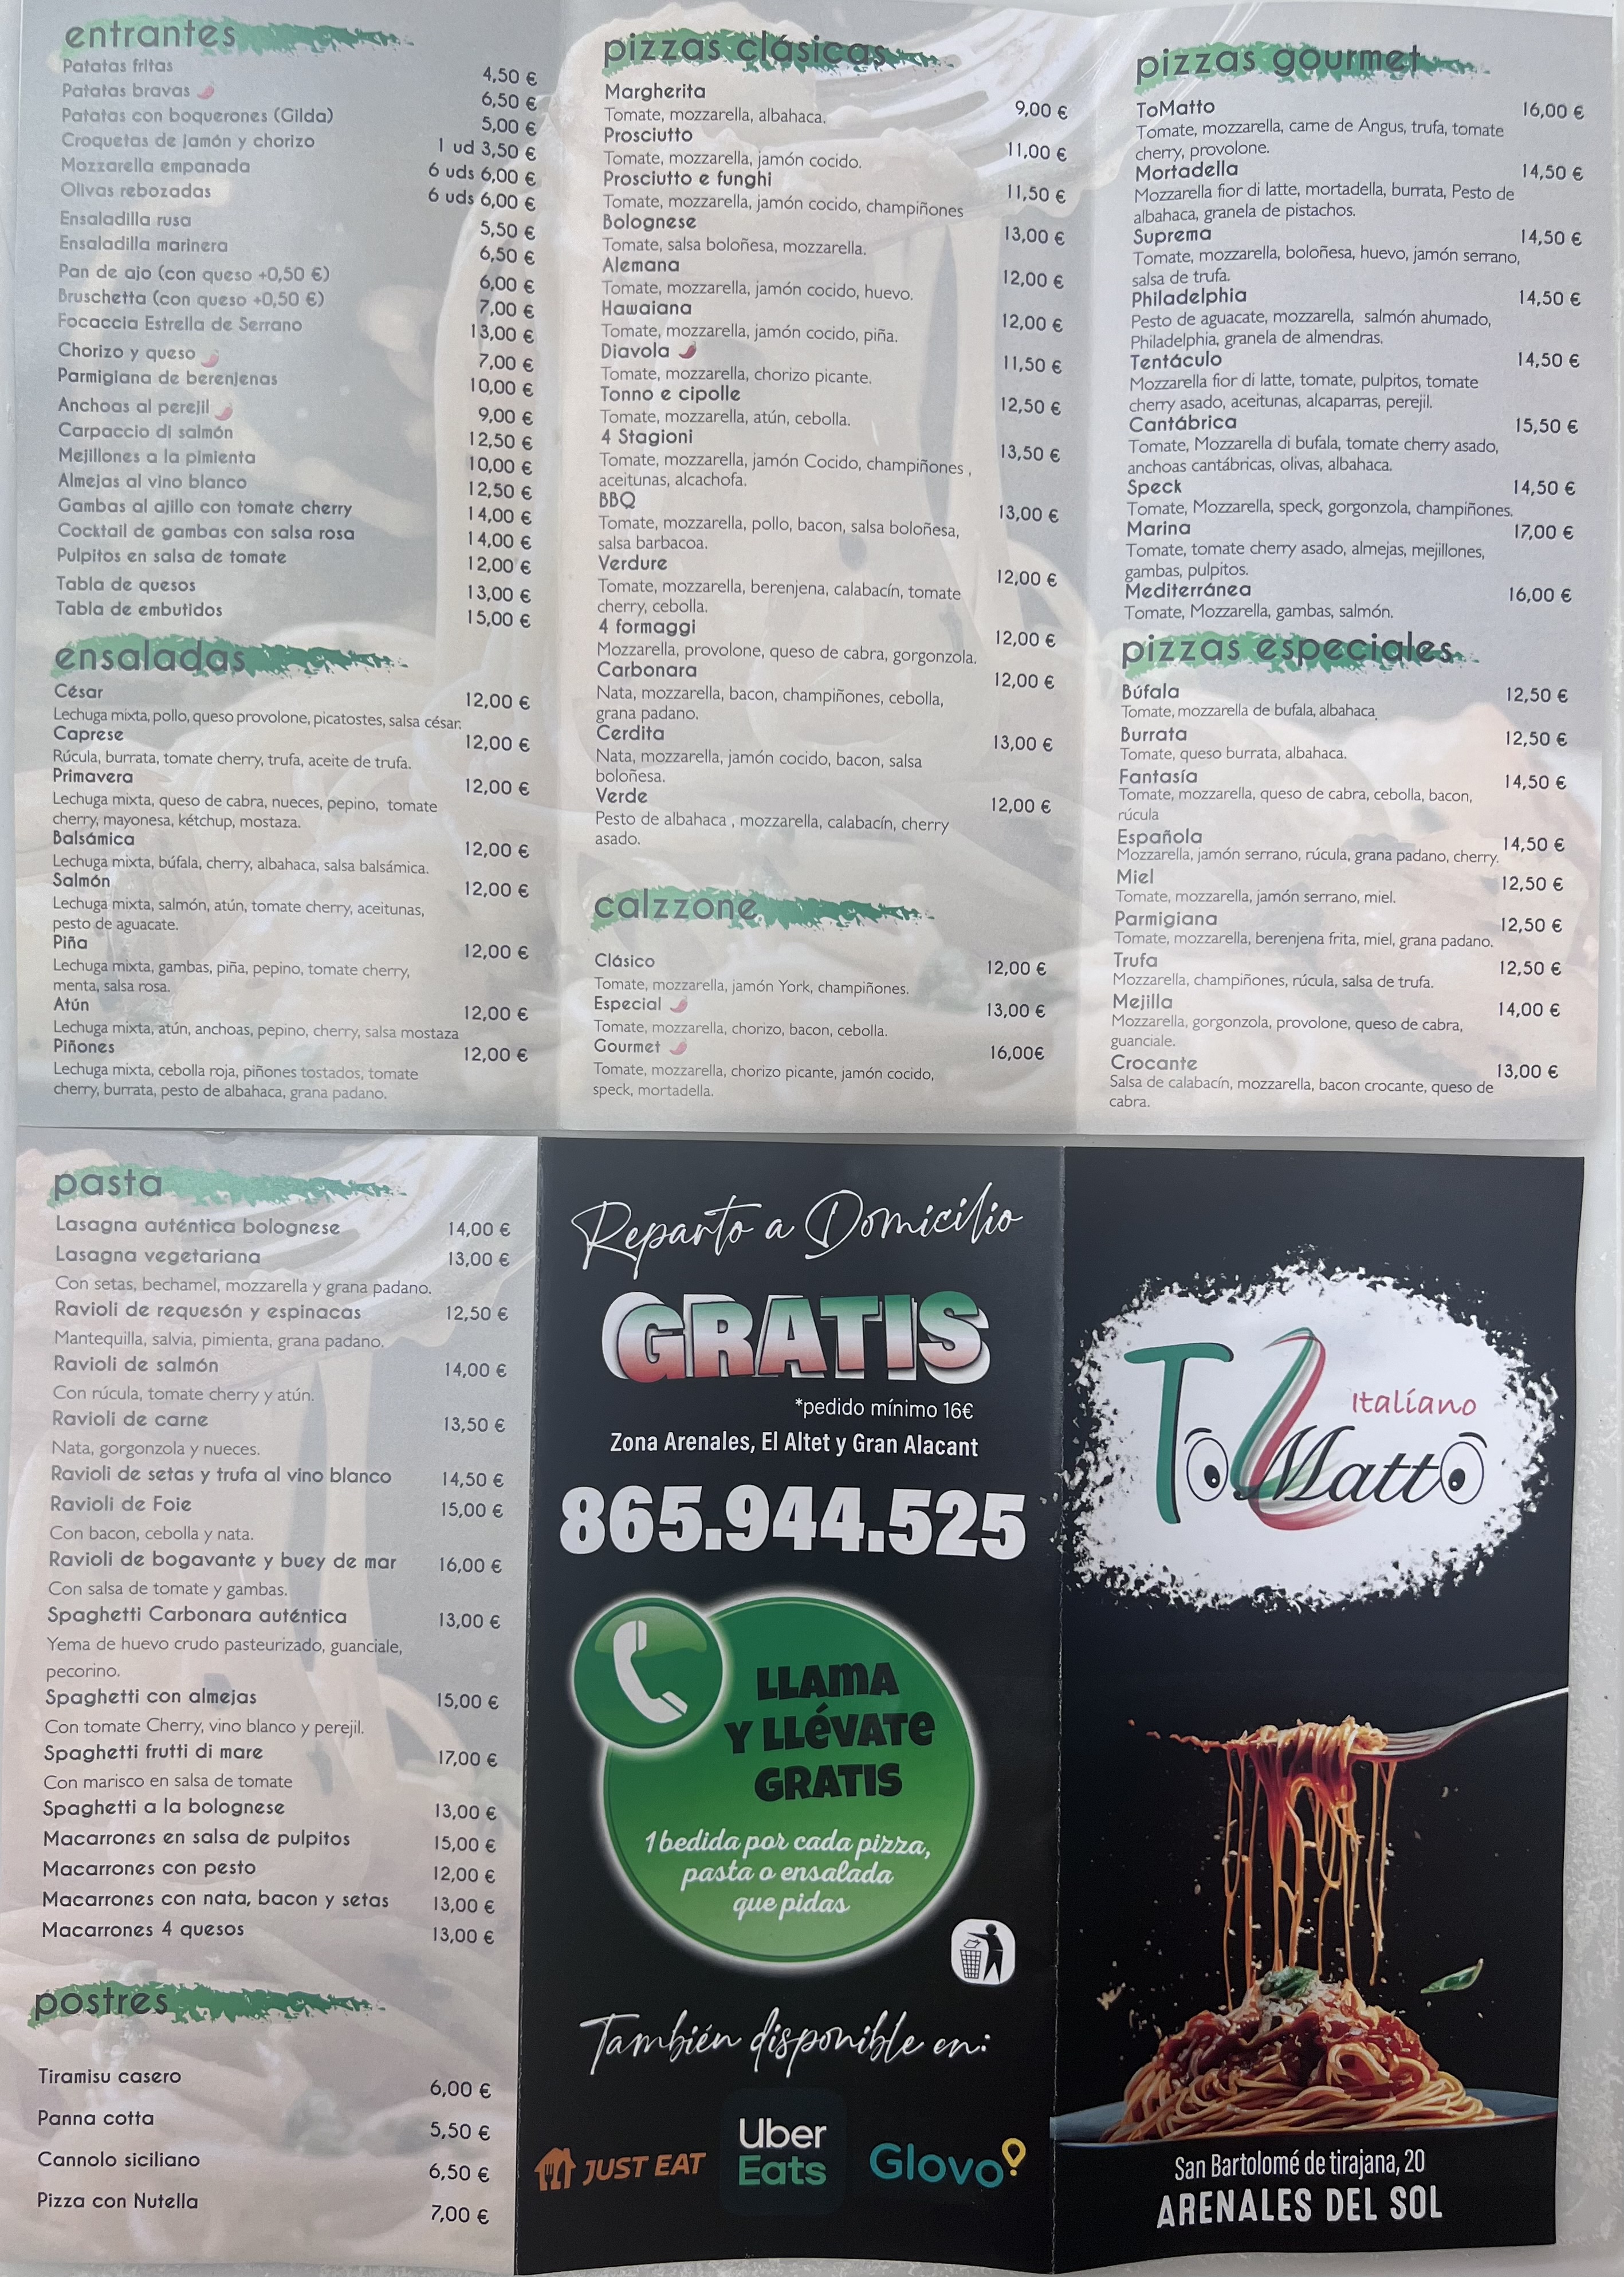 entrantes
Patatas fritas 4,50 €
Patatas bravas 6,50 €
Patatas con boquerones (Gilda) 5,00 €
Croquetas de jamón y chorizo 1 ud 3,50 €
Mozzarella empanada 6 uds 6,00 €
Olivas rebozadas 6 uds 6,00 €
Ensaladilla rusa 5,50 €
Ensaladilla marinera 6,50 €
Pan de ajo (con queso +0,50 €) 6,00 €
Bruschetta (con queso +0,50 €) 7,00 €
Focaccia Estrella de Serrano 13,00 €
Chorizo y queso 7,00 €
Parmigiana de berenjenas 10,00 €
Anchoas al perejil 9,00 €
Carpaccio di salmón 12,50 €
Mejillones a la pimienta 10,00 €
Almejas al vino blanco 12,50 €
Gambas al ajillo con tomate cherry 14,00 €
Cocktail de gambas con salsa rosa 14,00 €
Pulpitos en salsa de tomate 12,00 €
Tabla de quesos 13,00 €
Tabla de embutidos 15,00 €
ensaladas
César 12,00 €
Lechuga mixta, pollo, queso provolone, picatostes, salsa césar.
Caprese 12,00 €
Rúcula, burrata, tomate cherry, trufa, aceite de trufa.
Primavera 12,00 €
Lechuga mixta, queso de cabra, nueces, pepino, tomate
cherry, mayonesa, kétchup, mostaza.
Balsámica 12,00 €
Lechuga mixta, búfala, cherry, albahaca, salsa balsámica.
Salmón 12,00 €
Lechuga mixta, salmón, atún, tomate cherry, aceitunas,
pesto de aguacate.
Piña 12,00 €
Lechuga mixta, gambas, piña, pepino, tomate cherry,
menta, salsa rosa.
Atún 12,00 €
Lechuga mixta, atún, anchoas, pepino, cherry, salsa mostaza
Piñones 12,00 €
Lechuga mixta, cebolla roja, piñones tostados, tomate
cherry, burrata, pesto de albahaca, grana padano.
pizzas clásicas
Margherita 9,00 €
Tomate, mozzarella, albahaca.
Prosciutto 11,00 €
Tomate, mozzarella, jamón cocido.
Prosciutto e funghi 11,50 €
Tomate, mozzarella, jamón cocido, champiñones
Bolognese 13,00 €
Tomate, salsa boloñesa, mozzarella.
Alemana 12,00 €
Tomate, mozzarella, jamón cocido, huevo.
Hawaiana 12,00 €
Tomate, mozzarella, jamón cocido, piña.
Diavola 11,50 €
Tomate, mozzarella, chorizo picante.
Tonno e cipolle 12,50 €
Tomate, mozzarella, atún, cebolla.
4 Stagioni 13,50 €
Tomate, mozzarella, jamón Cocido, champiñones ,
aceitunas, alcachofa.
BBQ 13,00 €
Tomate, mozzarella, pollo, bacon, salsa boloñesa,
salsa barbacoa.
Verdure 12,00 €
Tomate, mozzarella, berenjena, calabacín, tomate
cherry, cebolla.
4 formaggi 12,00 €
Mozzarella, provolone, queso de cabra, gorgonzola.
Carbonara 12,00 €
Nata, mozzarella, bacon, champiñones, cebolla,
grana padano.
Cerdita 13,00 €
Nata, mozzarella, jamón cocido, bacon, salsa
boloñesa.
Verde 12,00 €
Pesto de albahaca , mozzarella, calabacín, cherry
asado.
calzzone
Clásico 12,00 €
Tomate, mozzarella, jamón York, champiñones.
Especial 13,00 €
Tomate, mozzarella, chorizo, bacon, cebolla.
Gourmet 16,00€
Tomate, mozzarella, chorizo picante, jamón cocido,
speck, mortadella.
pizzas gourmet
ToMatto 16,00 €
Tomate, mozzarella, carne de Angus, trufa, tomate
cherry, provolone.
Mortadella 14,50 €
Mozzarella fior di latte, mortadella, burrata, Pesto de
albahaca, granela de pistachos.
Suprema 14,50 €
Tomate, mozzarella, boloñesa, huevo, jamón serrano,
salsa de trufa.
Philadelphia 14,50 €
Pesto de aguacate, mozzarella, salmón ahumado,
Philadelphia, granela de almendras.
Tentáculo 14,50 €
Mozzarella fior di latte, tomate, pulpitos, tomate
cherry asado, aceitunas, alcaparras, perejil.
Cantábrica 15,50 €
Tomate, Mozzarella di bufala, tomate cherry asado,
anchoas cantábricas, olivas, albahaca.
Speck 14,50 €
Tomate, Mozzarella, speck, gorgonzola, champiñones.
Marina 17,00 €
Tomate, tomate cherry asado, almejas, mejillones,
gambas, pulpitos.
Mediterránea 16,00 €
Tomate, Mozzarella, gambas, salmón.
pizzas especiales
Búfala 12,50 €
Tomate, mozzarella de bufala, albahaca
Burrata 12,50 €
Tomate, queso burrata, albahaca.
Fantasía 14,50 €
Tomate, mozzarella, queso de cabra, cebolla, bacon,
rúcula
Española 14,50 €
Mozzarella, jamón serrano, rúcula, grana padano, cherry.
Miel 12,50 €
Tomate, mozzarella, jamón serrano, miel.
Parmigiana 12,50 €
Tomate, mozzarella, berenjena frita, miel, grana padano.
Trufa 12,50 €
Mozzarella, champiñones, rúcula, salsa de trufa.
Mejilla 14,00 €
Mozzarella, gorgonzola, provolone, queso de cabra,
guanciale.
Crocante 13,00 €
Salsa de calabacín, mozzarella, bacon crocante, queso de
cabra.
pasta
Lasagna auténtica bolognese 14,00 €
Lasagna vegetariana 13,00 €
Con setas, bechamel, mozzarella y grana padano.
Ravioli de requesón y espinacas 12,50 €
Mantequilla, salvia, pimienta, grana padano.
Ravioli de salmón 14,00 €
Con rúcula, tomate cherry y atún.
Ravioli de carne 13,50 €
Nata, gorgonzola y nueces.
Ravioli de setas y trufa al vino blanco 14,50 €
Ravioli de Foie 15,00 €
Con bacon, cebolla y nata.
Ravioli de bogavante y buey de mar 16,00 €
Con salsa de tomate y gambas.
Spaghetti Carbonara auténtica 13,00 €
Yema de huevo crudo pasteurizado, guanciale,
pecorino.
Spaghetti con almejas 15,00 €
Con tomate Cherry, vino blanco y perejil.
Spaghetti frutti di mare 17,00 €
Con marisco en salsa de tomate
Spaghetti a la bolognese 13,00 €
Macarrones en salsa de pulpitos 15,00 €
Macarrones con pesto 12,00 €
Macarrones con nata, bacon y setas 13,00 €
Macarrones 4 quesos 13,00 €
postres
Tiramisu casero 6,00 €
Panna cotta 5,50 €
Cannolo siciliano 6,50 €
Pizza con Nutella 7,00 €
Reparto a Domicilio
GRATIS
*pedido mínimo 16€
Zona Arenales, El Altet y Gran Alacant
865.944.525
LLAMA
Y LLéVATE
GRATIS
1 bedida por cada pizza,
pasta o ensalada
que pidas
También disponible en:
JUST EAT
Uber
Eats
Glovo
Italiano
ToMatto
San Bartolomé de tirajana, 20
ARENALES DEL SOL